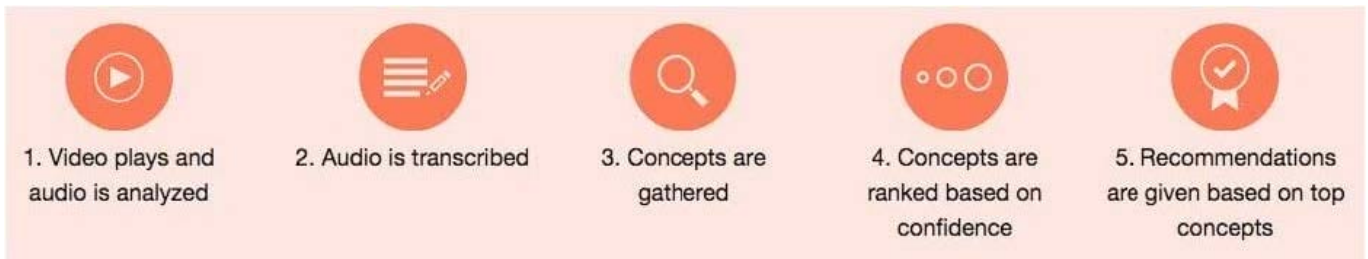 1. Video plays and
audio is analyzed
2. Audio is transcribed
3. Concepts are
gathered
4. Concepts are
ranked based on
confidence
5. Recommendations
are given based on top
concepts